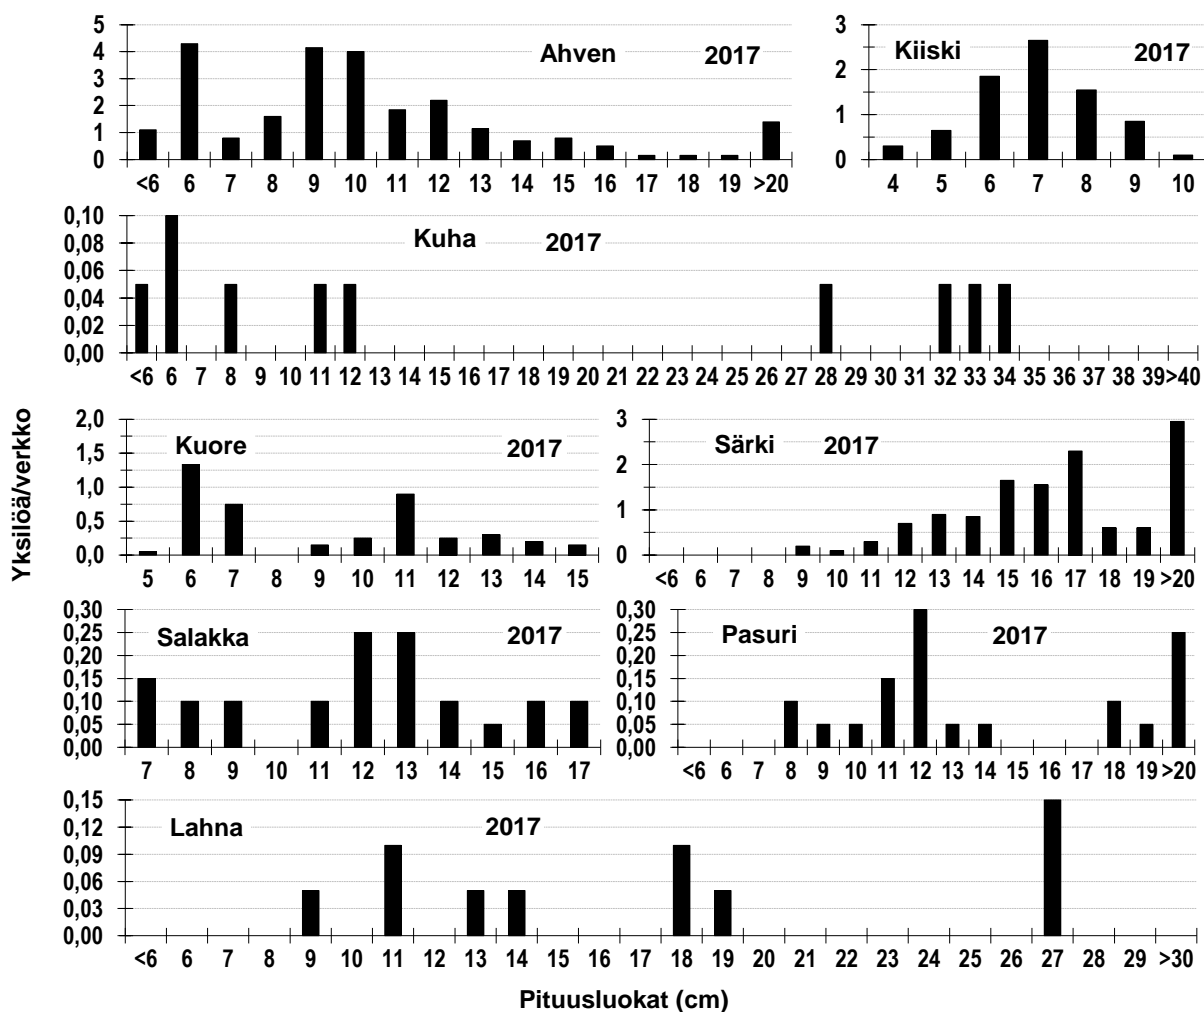 Yksilöä/verkko
Ahven 2017
5
4
3
2
1
0
<6 6 7 8 9 10 11 12 13 14 15 16 17 18 19 >20
Kiiski 2017
3
2
1
0
4 5 6 7 8 9 10
Kuha 2017
0,10
0,08
0,06
0,04
0,02
0,00
<6 6 7 8 9 10 11 12 13 14 15 16 17 18 19 20 21 22 23 24 25 26 27 28 29 30 31 32 33 34 35 36 37 38 39 >40
Kuore 2017
2,0
1,5
1,0
0,5
0,0
5 6 7 8 9 10 11 12 13 14 15
Särki 2017
3
2
1
0
<6 6 7 8 9 10 11 12 13 14 15 16 17 18 19 >20
Salakka 2017
0,30
0,25
0,20
0,15
0,10
0,05
0,00
7 8 9 10 11 12 13 14 15 16 17
Pasuri 2017
0,30
0,25
0,20
0,15
0,10
0,05
0,00
<6 6 7 8 9 10 11 12 13 14 15 16 17 18 19 >20
Lahna 2017
0,15
0,12
0,09
0,06
0,03
0,00
<6 6 7 8 9 10 11 12 13 14 15 16 17 18 19 20 21 22 23 24 25 26 27 28 29 >30
Pituusluokat (cm)